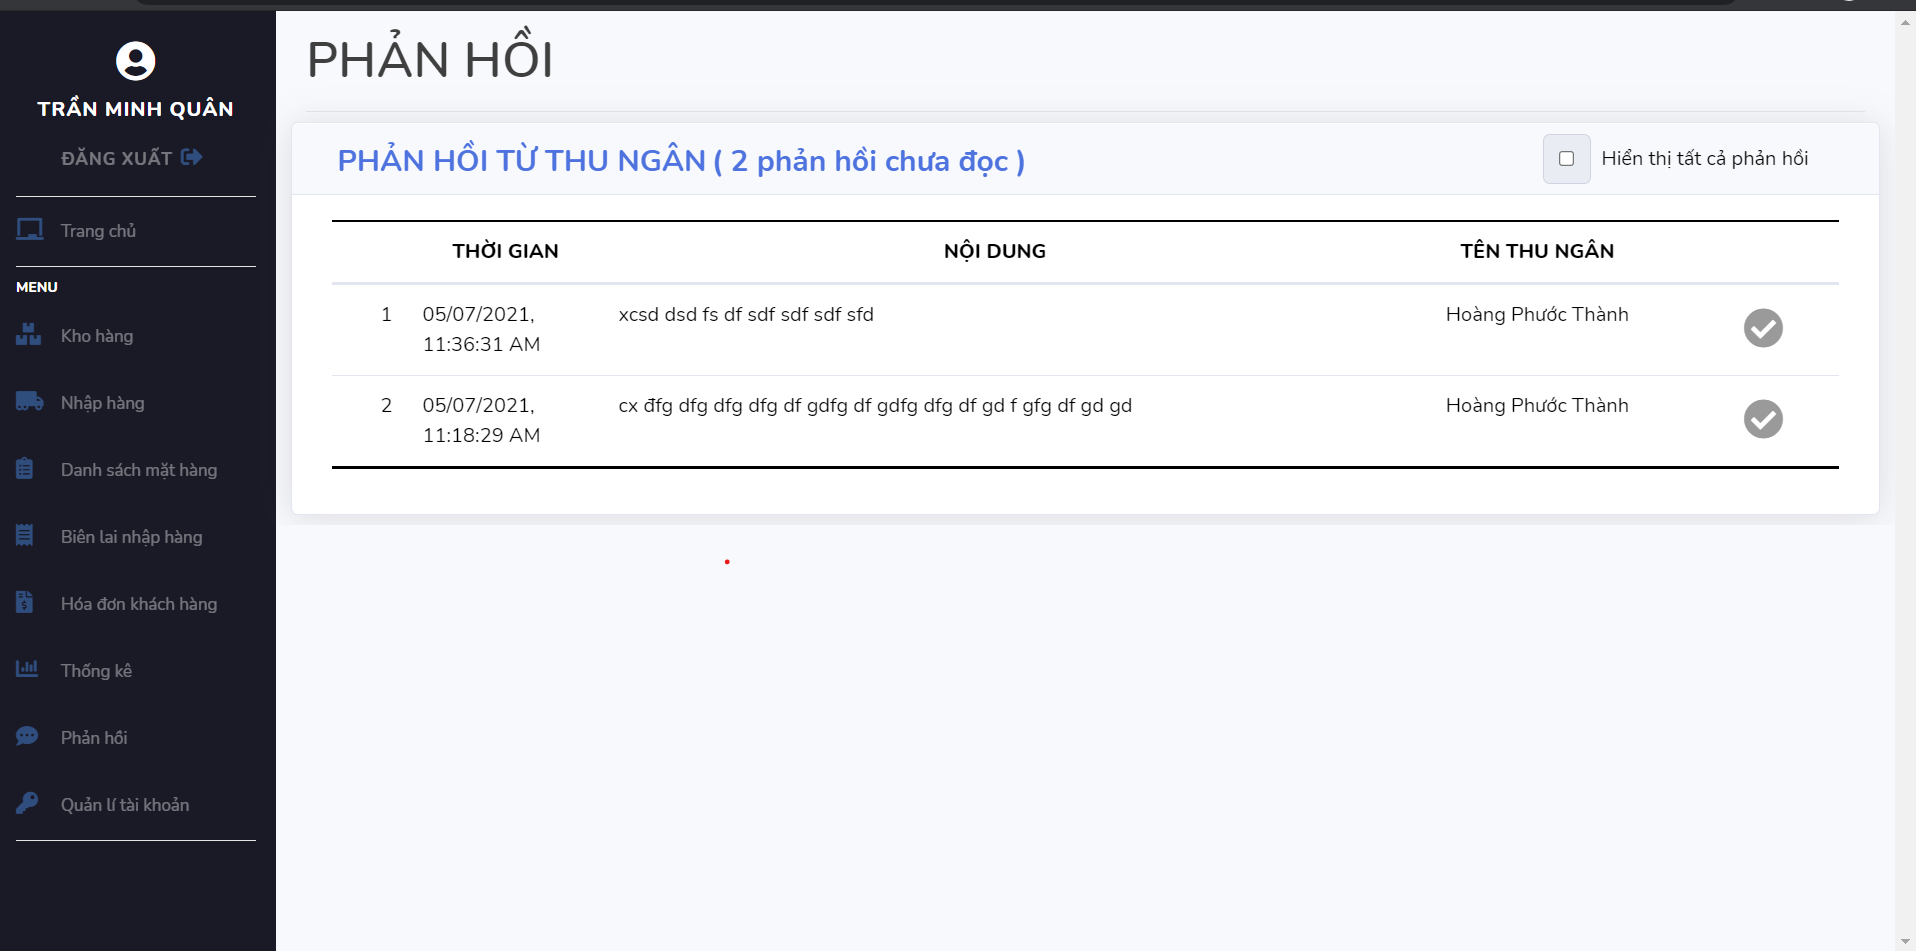 TRẦN MINH QUÂN
ĐĂNG XUẤT
Trang chủ
MENU
Kho hàng
Nhập hàng
Danh sách mặt hàng
Biên lai nhập hàng
Hóa đơn khách hàng
Thống kê
Phản hồi
Quản lí tài khoản
PHẢN HỒI
PHẢN HỒI TỪ THU NGÂN ( 2 phản hồi chưa đọc )
Hiển thị tất cả phản hồi
THỜI GIAN NỘI DUNG TÊN THU NGÂN
1 05/07/2021, xcsd dsd fs df sdf sdf sdf sfd Hoàng Phước Thành
11:36:31 AM
2 05/07/2021, cx đfg dfg dfg dfg df gdfg df gdfg dfg df gd f gfg df gd gd Hoàng Phước Thành
11:18:29 AM